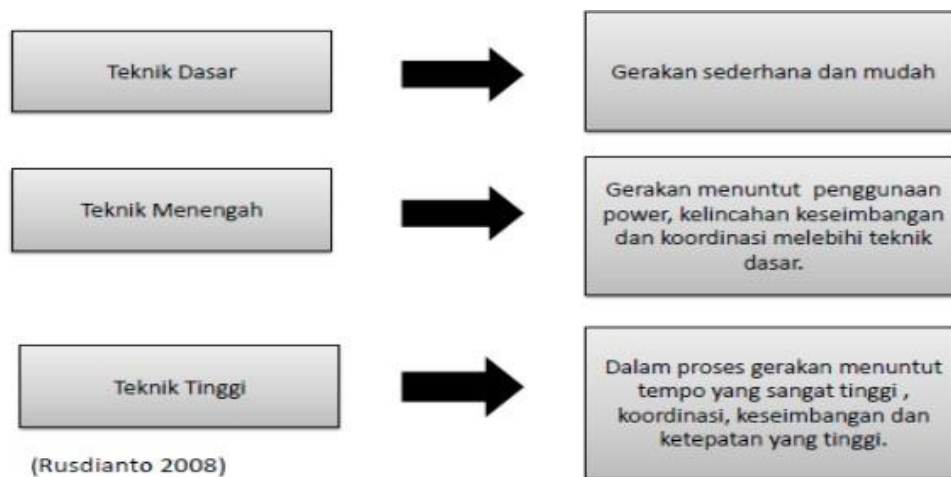 Teknik Dasar
Gerakan sederhana dan mudah
Teknik Menengah
Gerakan menuntut penggunaan
power, kelincahan keseimbangan
dan koordinasi melebihi teknik
dasar.
Teknik Tinggi
Dalam proses gerakan menuntut
tempo yang sangat tinggi ,
koordinasi, keseimbangan dan
ketepatan yang tinggi.
(Rusdianto 2008)